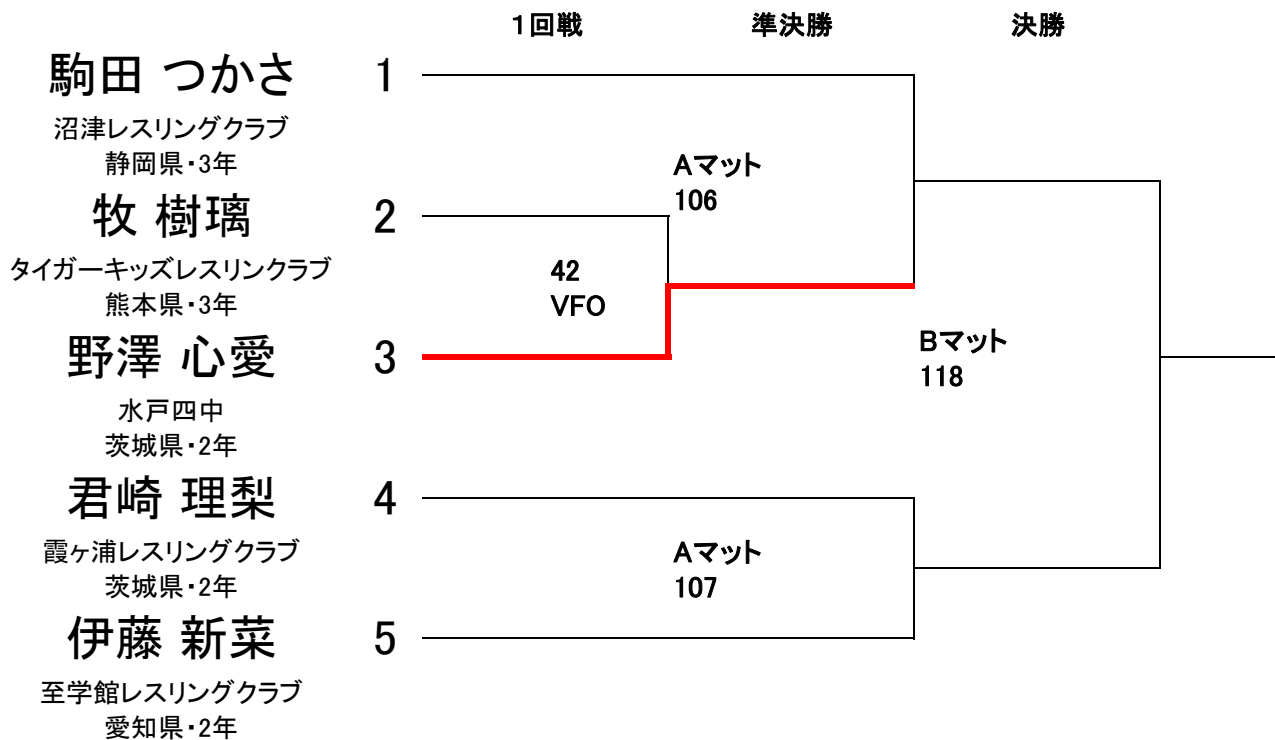 1回戦 準決勝 決勝
駒田 つかさ 1
沼津レスリングクラブ
静岡県・3年
Aマット
106
牧 樹璃 2
タイガーキッズレスリンクラブ
熊本県・3年
42
VFO
野澤 心愛 3
水戸四中
茨城県・2年
Bマット
118
君崎 理梨 4
霞ヶ浦レスリングクラブ
茨城県・2年
Aマット
107
伊藤 新菜 5
至学館レスリングクラブ
愛知県・2年